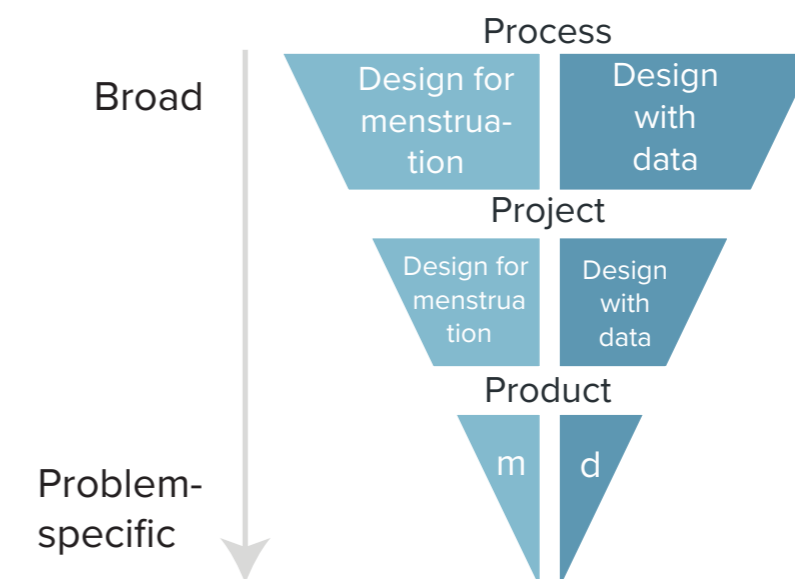 Process
Broad
Design for
menstrua-
tion
Design
with
data
Project
Design for
menstrua
tion
Design
with
data
Product
m
d
Problem-
specific